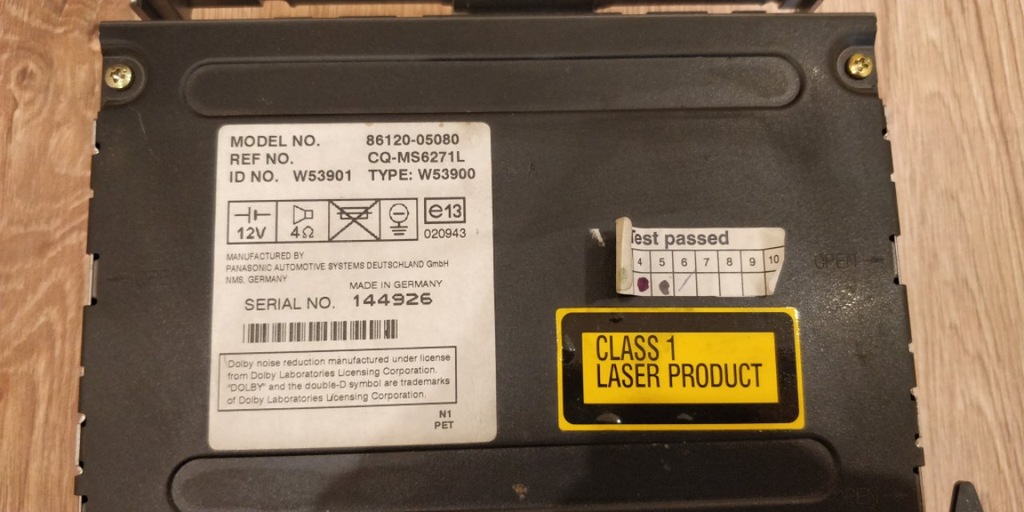 MODEL NO. 86120-05080
REF NO. CQ-MS6271L
ID NO. W53901 TYPE: W53900
12V 4Ω e13
020943
MANUFACTURED BY
PANASONIC AUTOMOTIVE SYSTEMS DEUTSCHLAND GmbH
NMS, GERMANY
MADE IN GERMANY
SERIAL NO. 144926
Dolby noise reduction manufactured under license
from Dolby Laboratories Licensing Corporation.
"DOLBY" and the double-D symbol are trademarks
of Dolby Laboratories Licensing Corporation.
N1
PET
Test passed
4 5 6 7 8 9 10
OPEN
CLASS 1
LASER PRODUCT